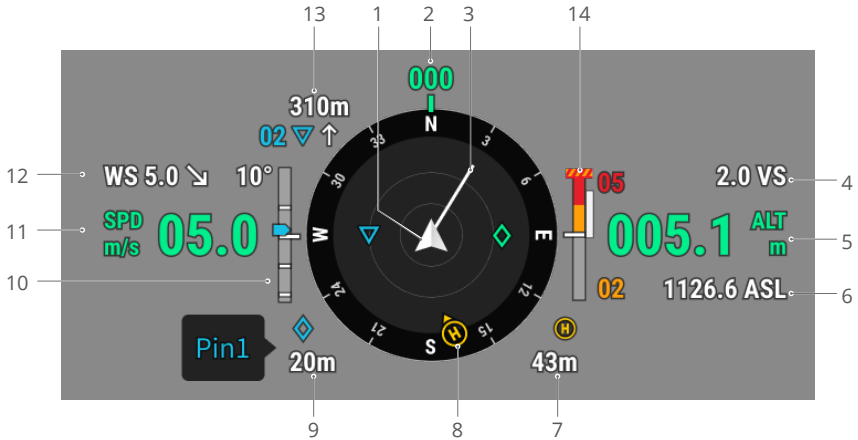 13 1 2 3 14
000
310m
02
N
33 3
30 6
W E
24 12
21 15
S
H
12
WS 5.0 10°
11
SPD
m/s
05.0
10
05
2.0 VS
4
005.1 ALT
m
5
02
1126.6 ASL
6
Pin1
20m
H
43m
9 8 7